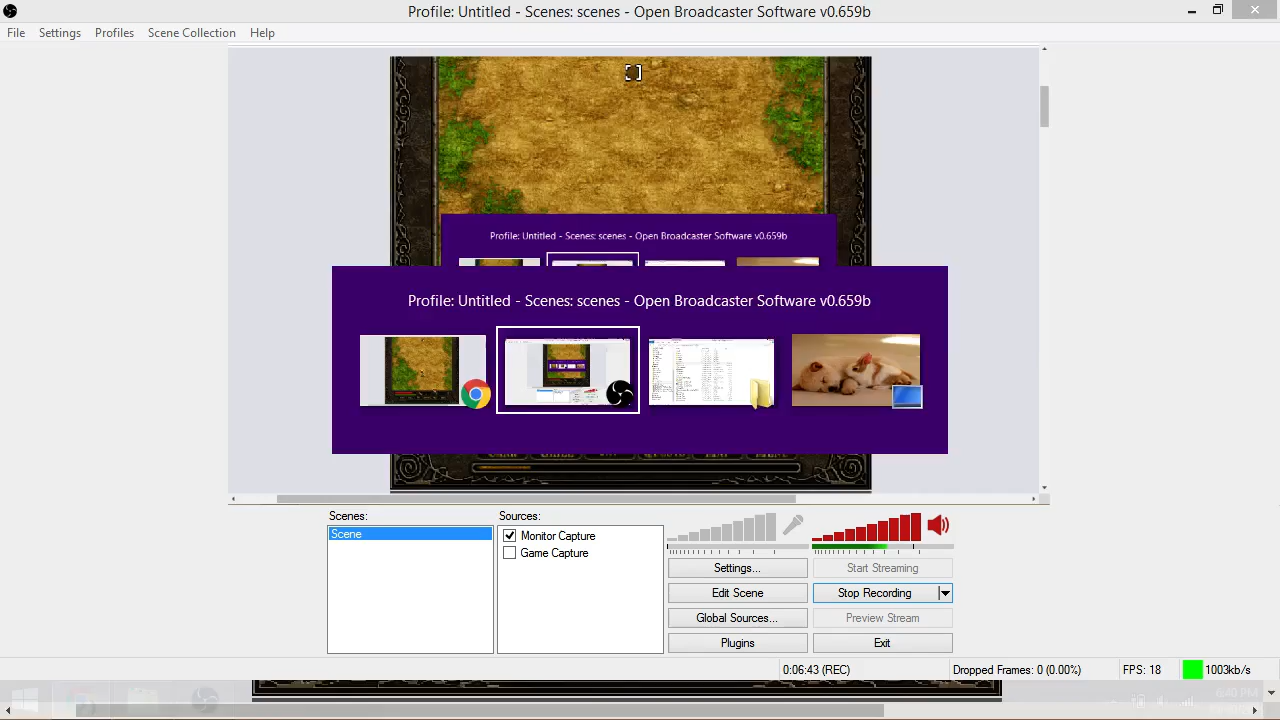 Profile: Untitled - Scenes: scenes - Open Broadcaster Software v0.659b
File Settings Profiles Scene Collection Help
Profile: Untitled - Scenes: scenes - Open Broadcaster Software v0.659b
Profile: Untitled - Scenes: scenes - Open Broadcaster Software v0.659b
Scenes:
Scene
Sources:
Monitor Capture
Game Capture
Settings...
Start Streaming
Edit Scene
Stop Recording
Global Sources...
Preview Stream
Plugins
Exit
0:06:43 (REC)
Dropped Frames: 0 (0.00%)
FPS: 18
1003kb/s
6:40 PM